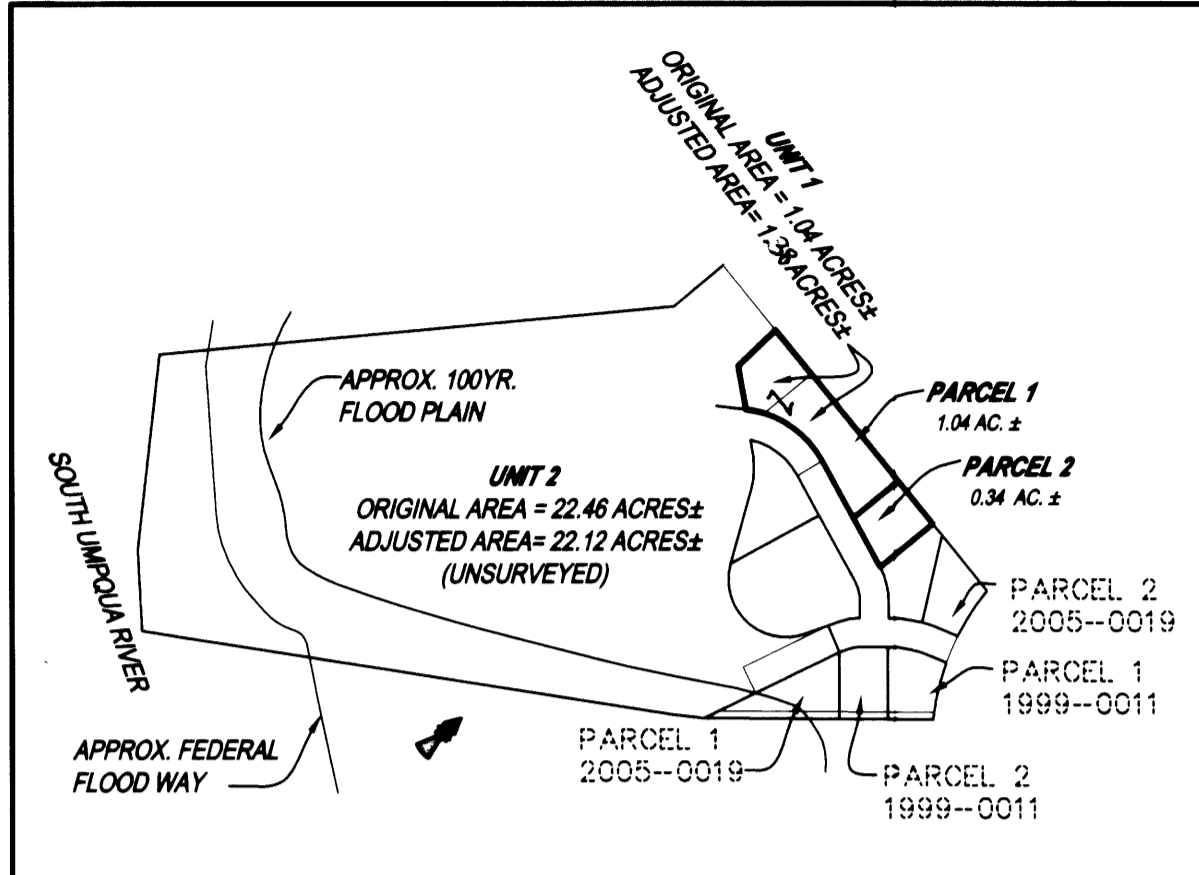 UNIT 1
ORIGINAL AREA = 1.04 ACRES±
ADJUSTED AREA= 1.38 ACRES±
APPROX. 100YR.
FLOOD PLAIN
PARCEL 1
1.04 AC. ±
PARCEL 2
0.34 AC. ±
UNIT 2
ORIGINAL AREA = 22.46 ACRES±
ADJUSTED AREA= 22.12 ACRES±
(UNSURVEYED)
SOUTH UMPQUA RIVER
PARCEL 2
2005--0019
PARCEL 1
1999--0011
PARCEL 1
2005--0019
PARCEL 2
1999--0011
APPROX. FEDERAL
FLOOD WAY